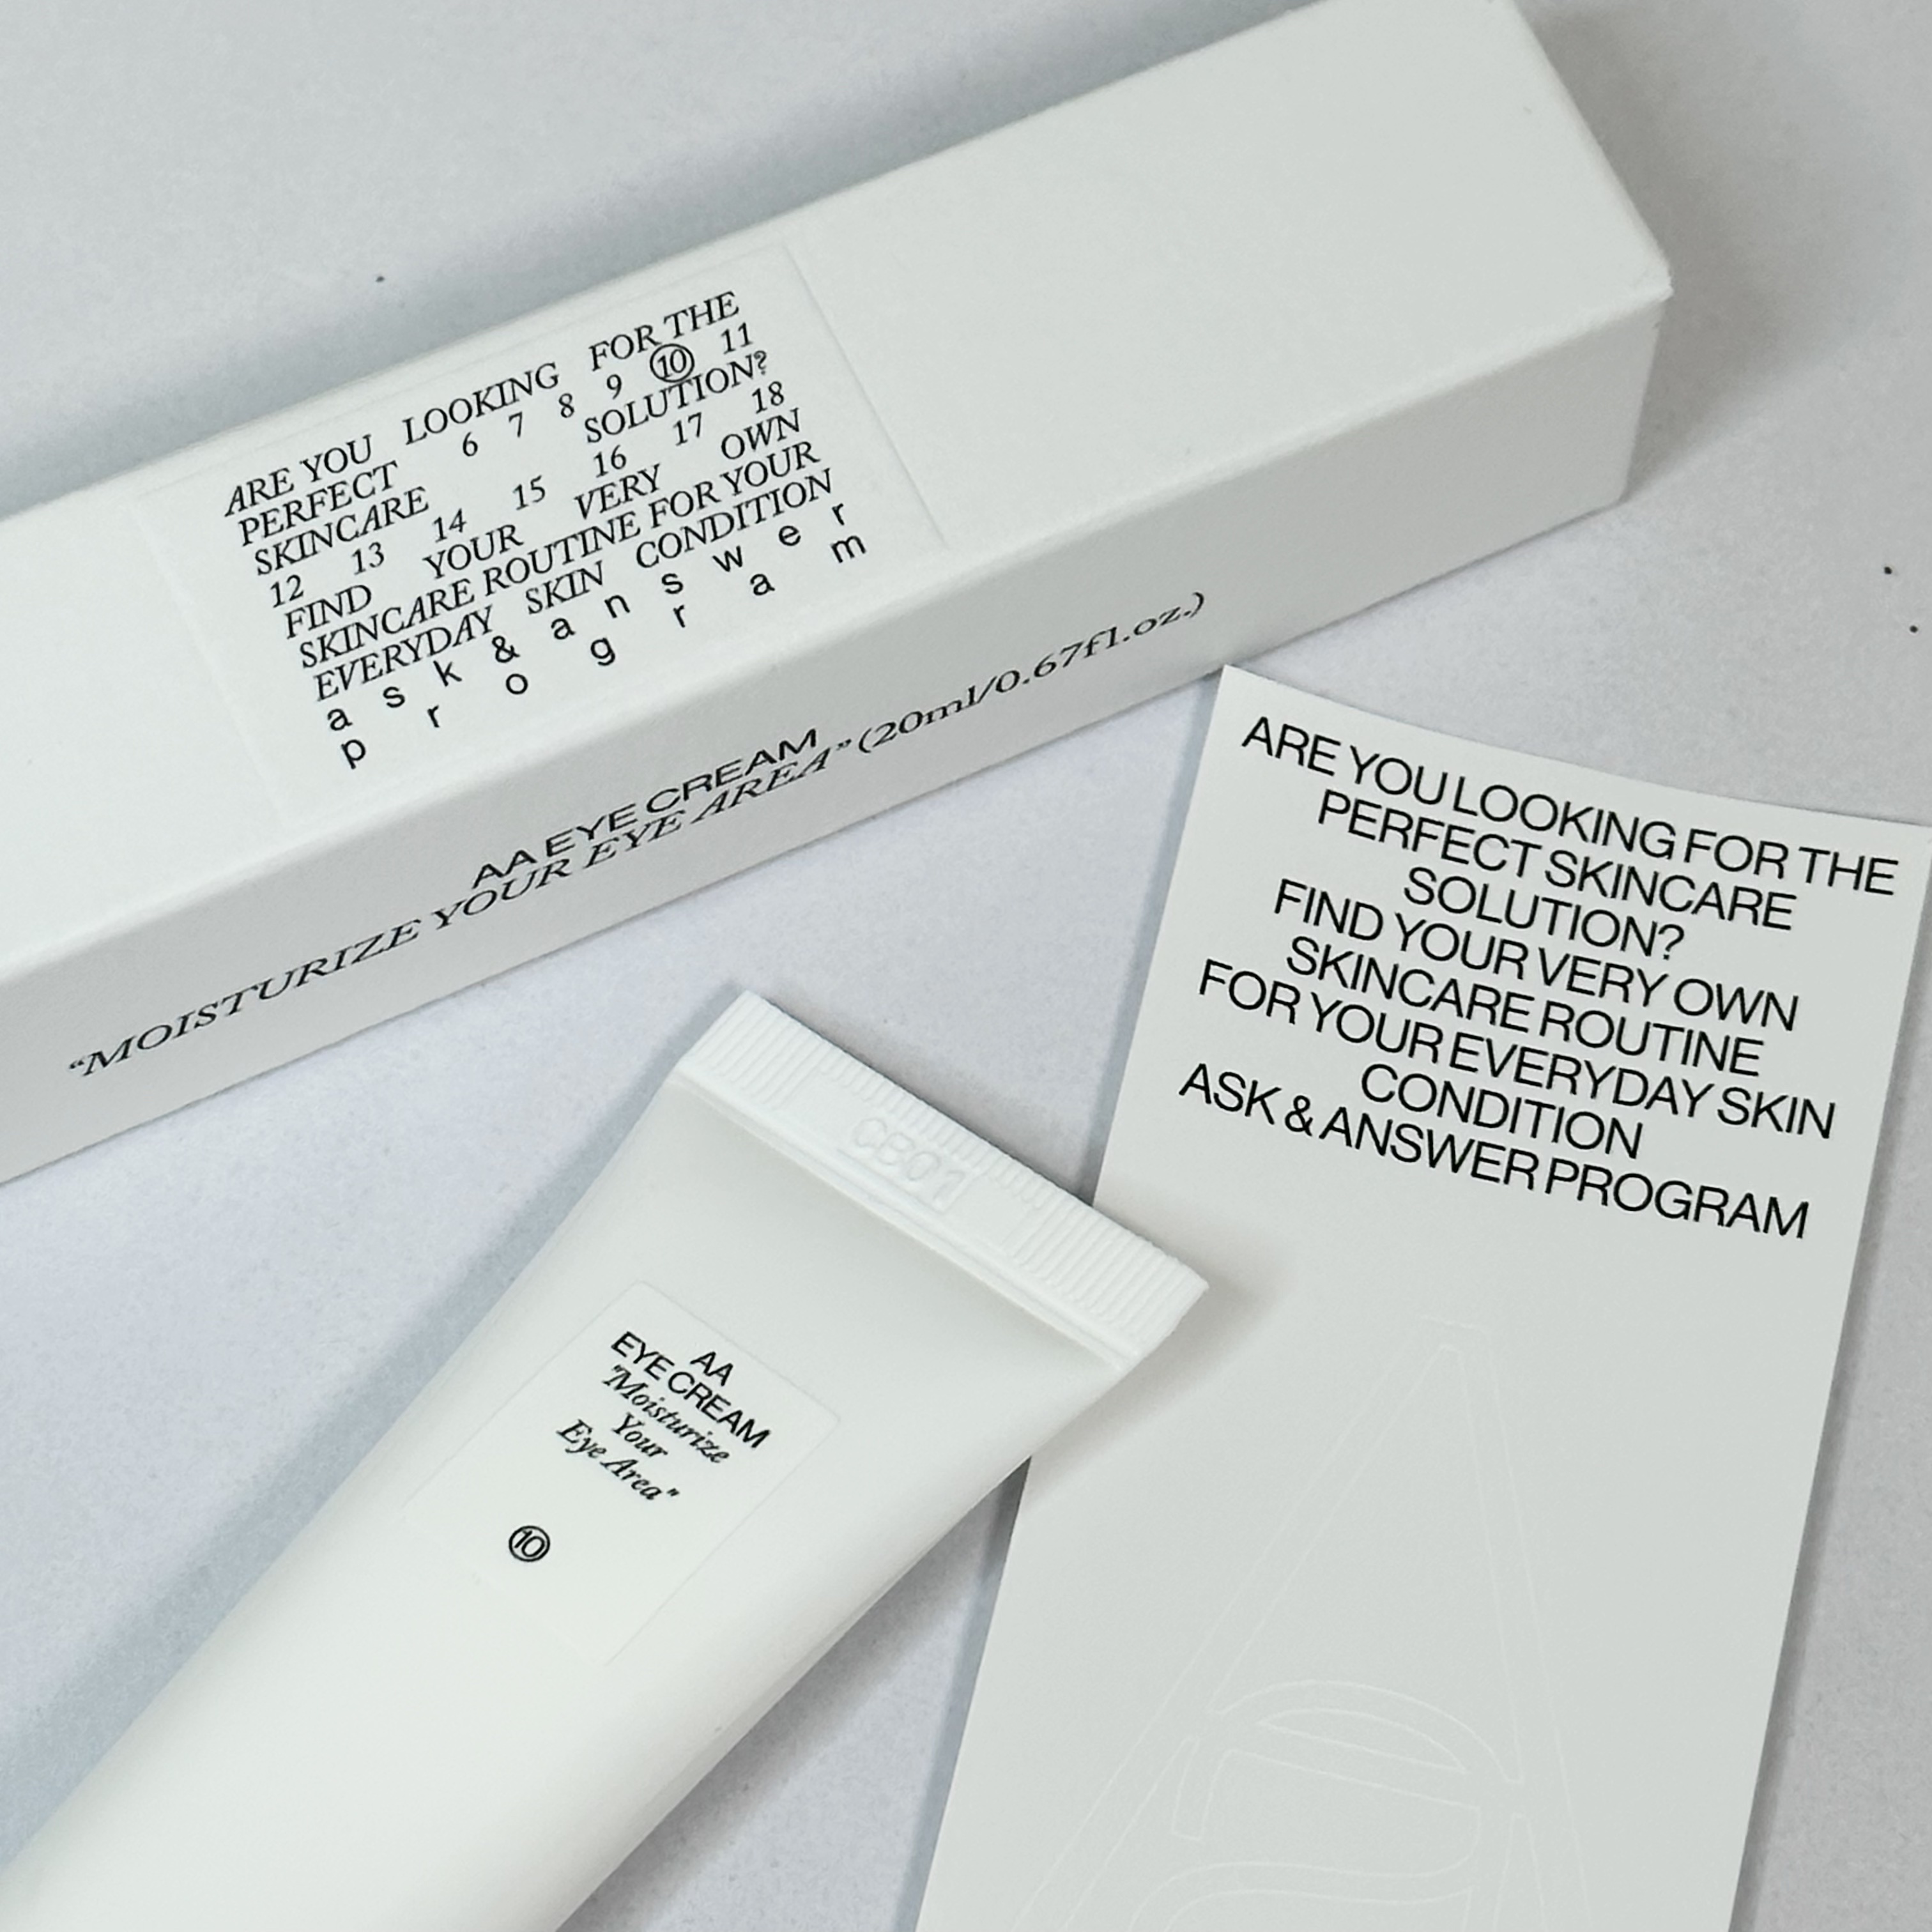 ARE YOU LOOKING FOR THE
PERFECT 6 7 8 9 ⑩ 11
SKINCARE SOLUTION?
12 13 14 15 16 17 18
FIND YOUR VERY OWN
SKINCARE ROUTINE FOR YOUR
EVERYDAY SKIN CONDITION
a s k & a n s w e r
p r o g r a m
AA EYE CREAM
“MOISTURIZE YOUR EYE AREA” (20ml/0.67fl.oz.)
ARE YOU LOOKING FOR THE
PERFECT SKINCARE
SOLUTION?
FIND YOUR VERY OWN
SKINCARE ROUTINE
FOR YOUR EVERYDAY SKIN
CONDITION
ASK & ANSWER PROGRAM
CB01
AA
EYE CREAM
"Moisturize
Your
Eye Area"
⑩